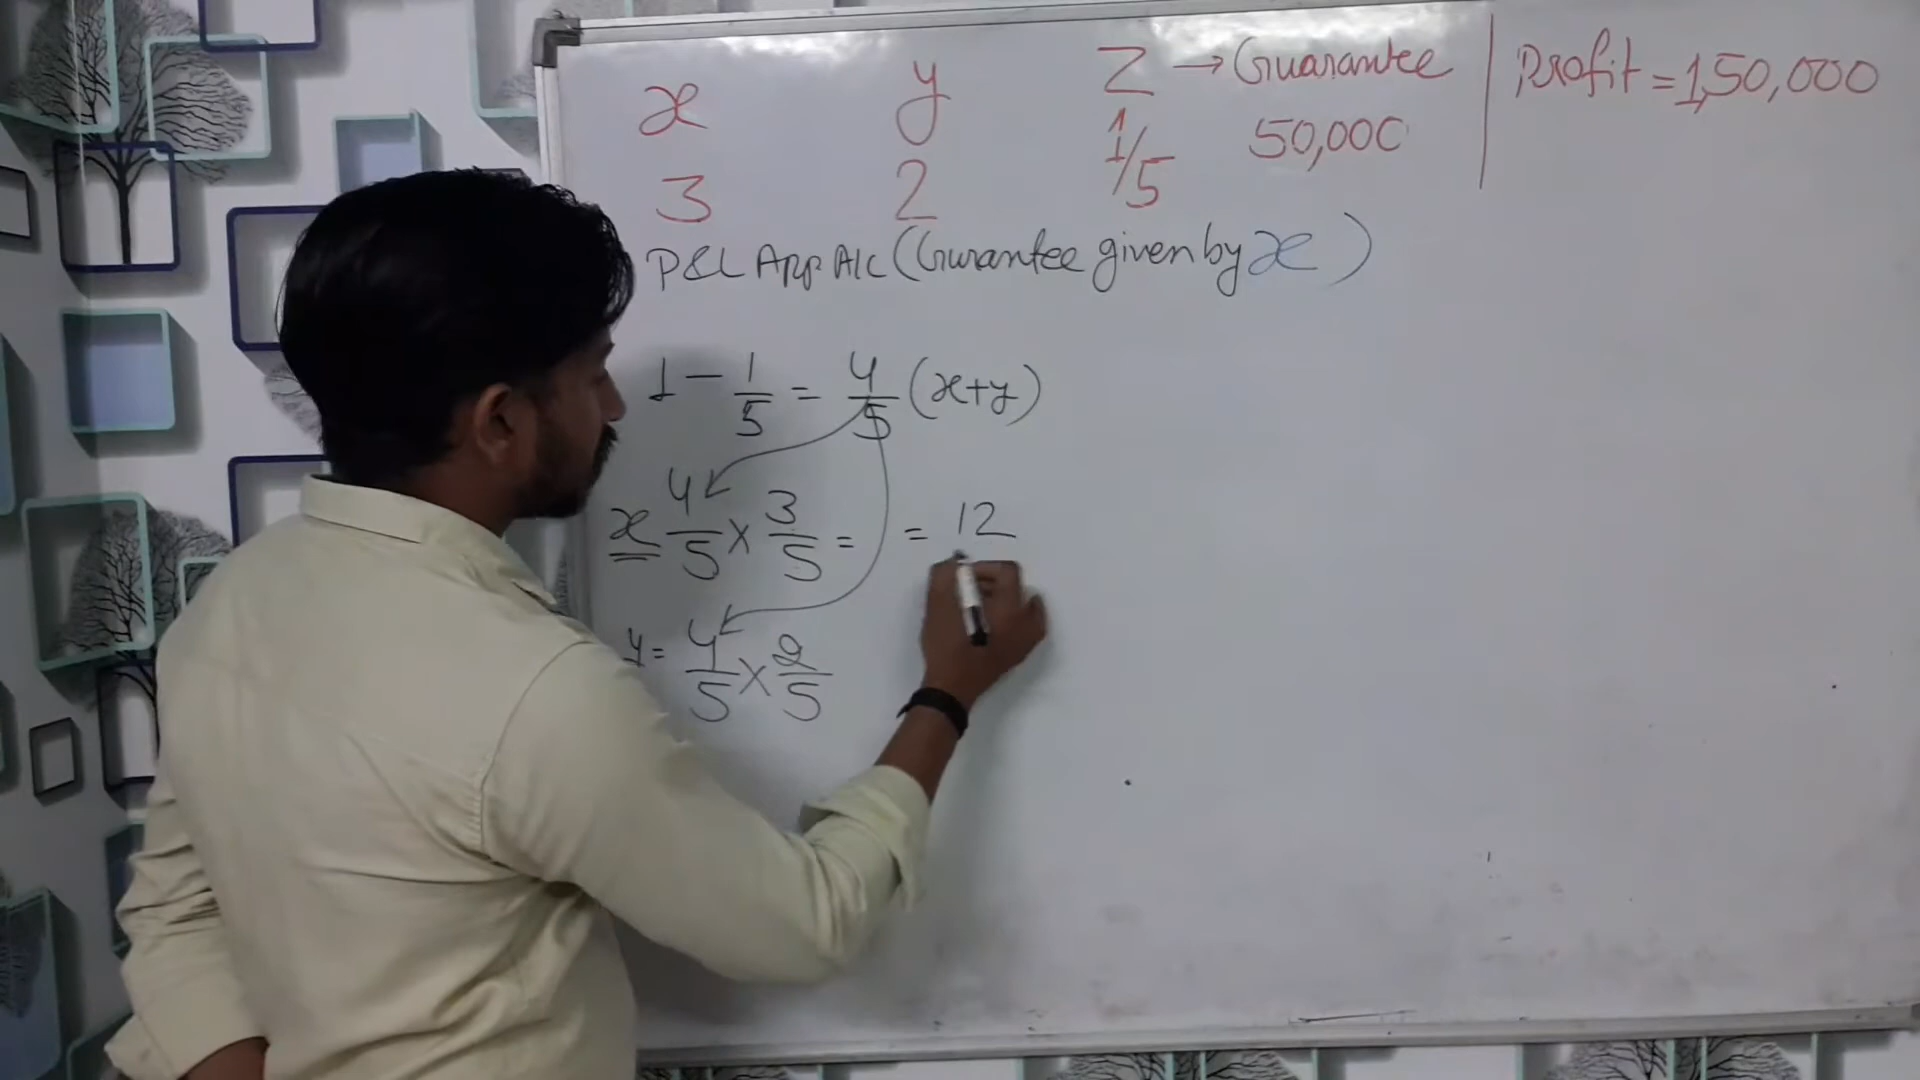 x y Z → Guarantee | Profit = 1,50,000
3 2 1/5 50,000
P&L App A/C (Gurantee given by x)
1 - 1/5 = 4/5 (x+y)
x 4/5 × 3/5 = = 12
y = 4/5 × 2/5